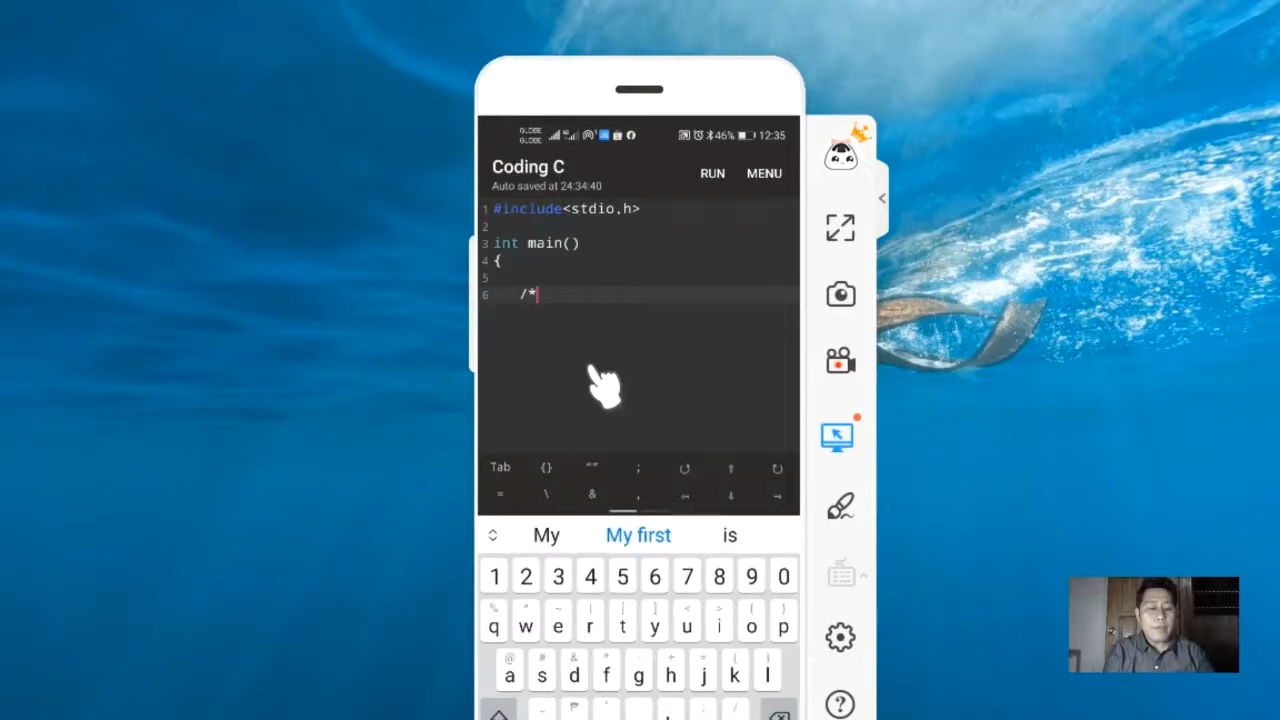 GLOBE
GLOBE
46% 12:35
Coding C
Auto saved at 24:34:40
RUN MENU
1 #include<stdio.h>
2
3 int main()
4 {
5
6 /*
Tab {} “” ; 
= \ & ,
My My first is
1 2 3 4 5 6 7 8 9 0
% ^ ~ | [ ] < > { }
q w e r t y u i o p
@ # & * - + = ( )
a s d f g h j k l